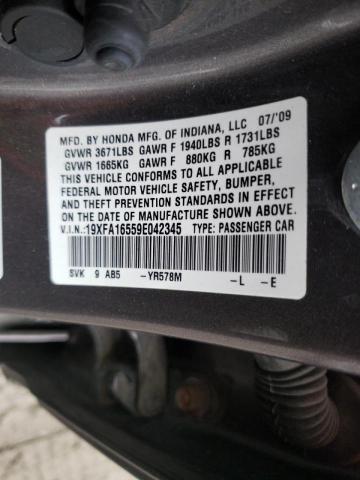 MFD. BY HONDA MFG. OF INDIANA, LLC 07/'09
GVWR 3671LBS GAWR F 1940LBS R 1731LBS
GVWR 1665KG GAWR F 880KG R 785KG
THIS VEHICLE CONFORMS TO ALL APPLICABLE
FEDERAL MOTOR VEHICLE SAFETY, BUMPER,
AND THEFT PREVENTION STANDARDS IN EFFECT
ON THE DATE OF MANUFACTURE SHOWN ABOVE.
V.I.N.:19XFA16559E042345 TYPE: PASSENGER CAR
SVK 9 AB5 -YR578M -L -E